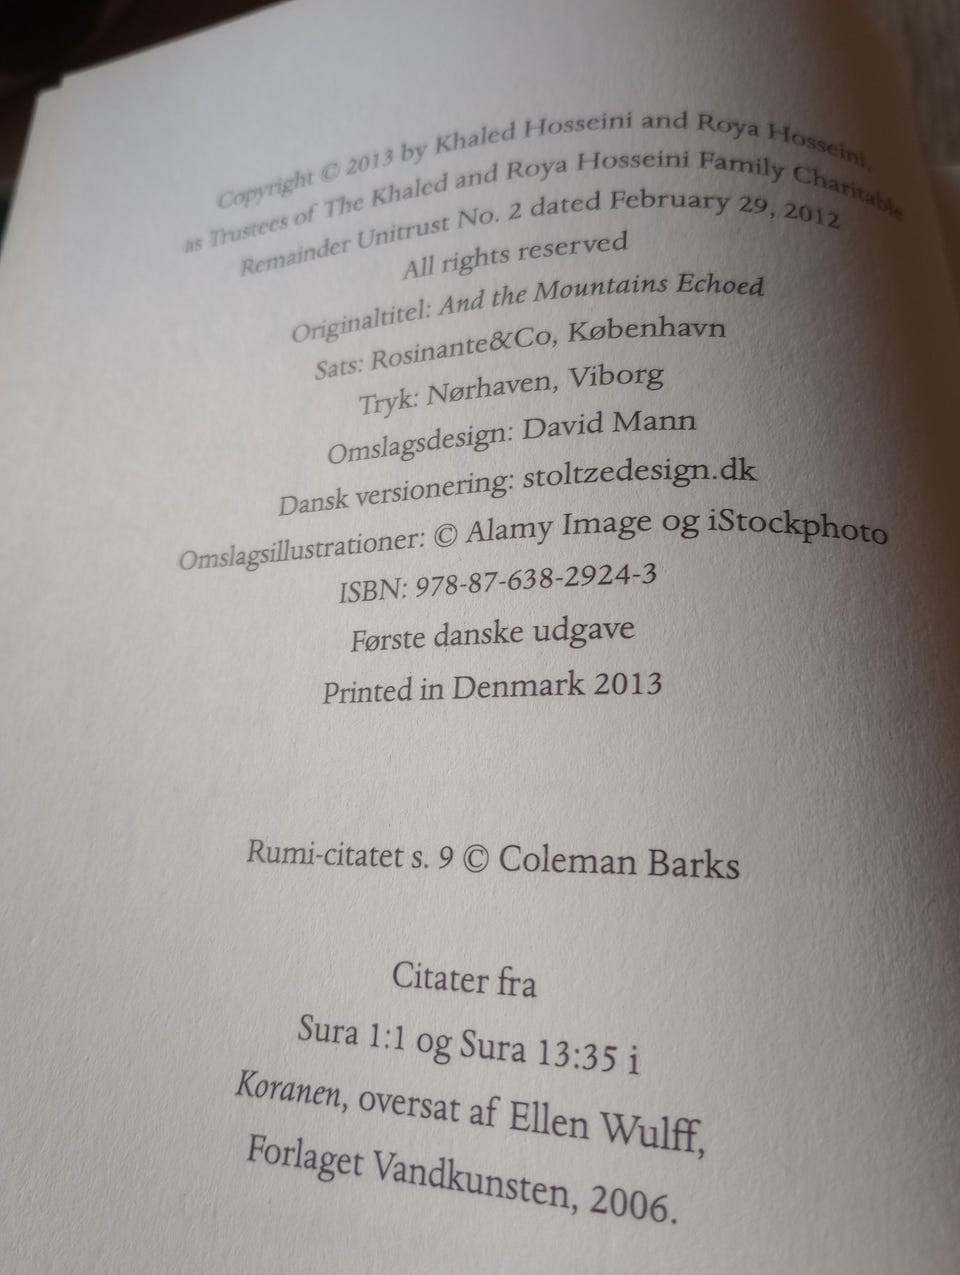 Copyright © 2013 by Khaled Hosseini and Roya Hosseini,
as Trustees of The Khaled and Roya Hosseini Family Charitable
Remainder Unitrust No. 2 dated February 29, 2012
All rights reserved
Originaltitel: And the Mountains Echoed
Sats: Rosinante&Co, København
Tryk: Nørhaven, Viborg
Omslagsdesign: David Mann
Dansk versionering: stoltzedesign.dk
Omslagsillustrationer: © Alamy Image og iStockphoto
ISBN: 978-87-638-2924-3
Første danske udgave
Printed in Denmark 2013
Rumi-citatet s. 9 © Coleman Barks
Citater fra
Sura 1:1 og Sura 13:35 i
Koranen, oversat af Ellen Wulff,
Forlaget Vandkunsten, 2006.